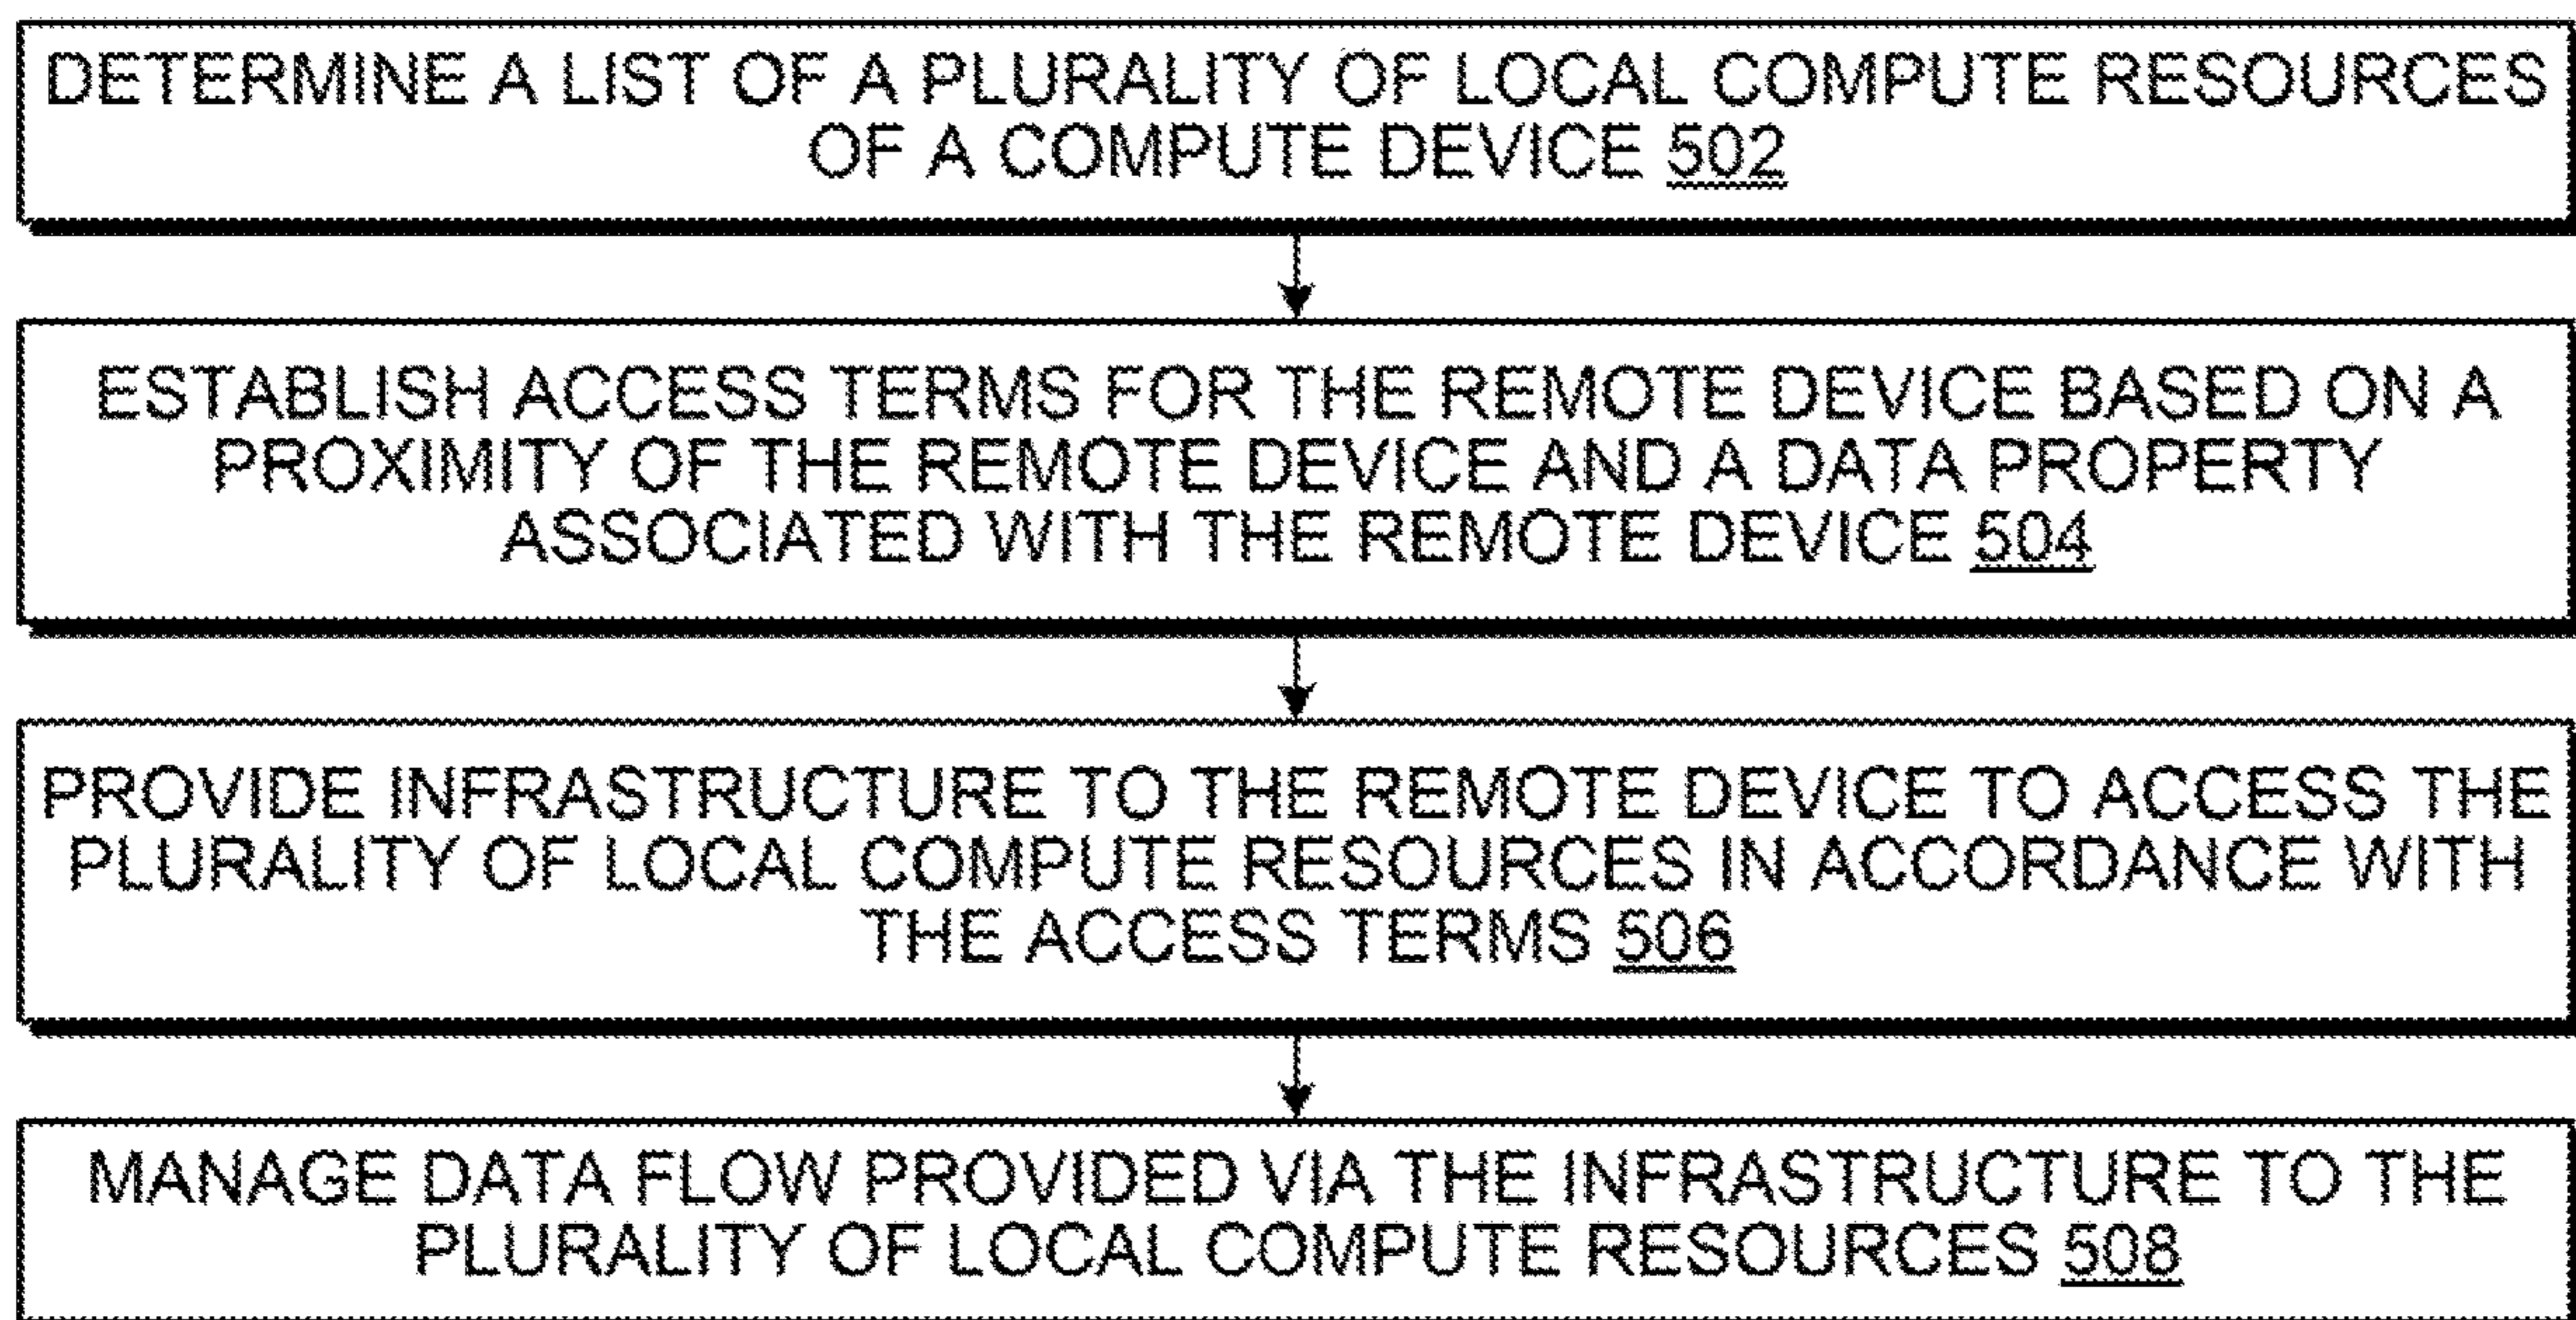 DETERMINE A LIST OF A PLURALITY OF LOCAL COMPUTE RESOURCES
OF A COMPUTE DEVICE 502
ESTABLISH ACCESS TERMS FOR THE REMOTE DEVICE BASED ON A
PROXIMITY OF THE REMOTE DEVICE AND A DATA PROPERTY
ASSOCIATED WITH THE REMOTE DEVICE 504
PROVIDE INFRASTRUCTURE TO THE REMOTE DEVICE TO ACCESS THE
PLURALITY OF LOCAL COMPUTE RESOURCES IN ACCORDANCE WITH
THE ACCESS TERMS 506
MANAGE DATA FLOW PROVIDED VIA THE INFRASTRUCTURE TO THE
PLURALITY OF LOCAL COMPUTE RESOURCES 508